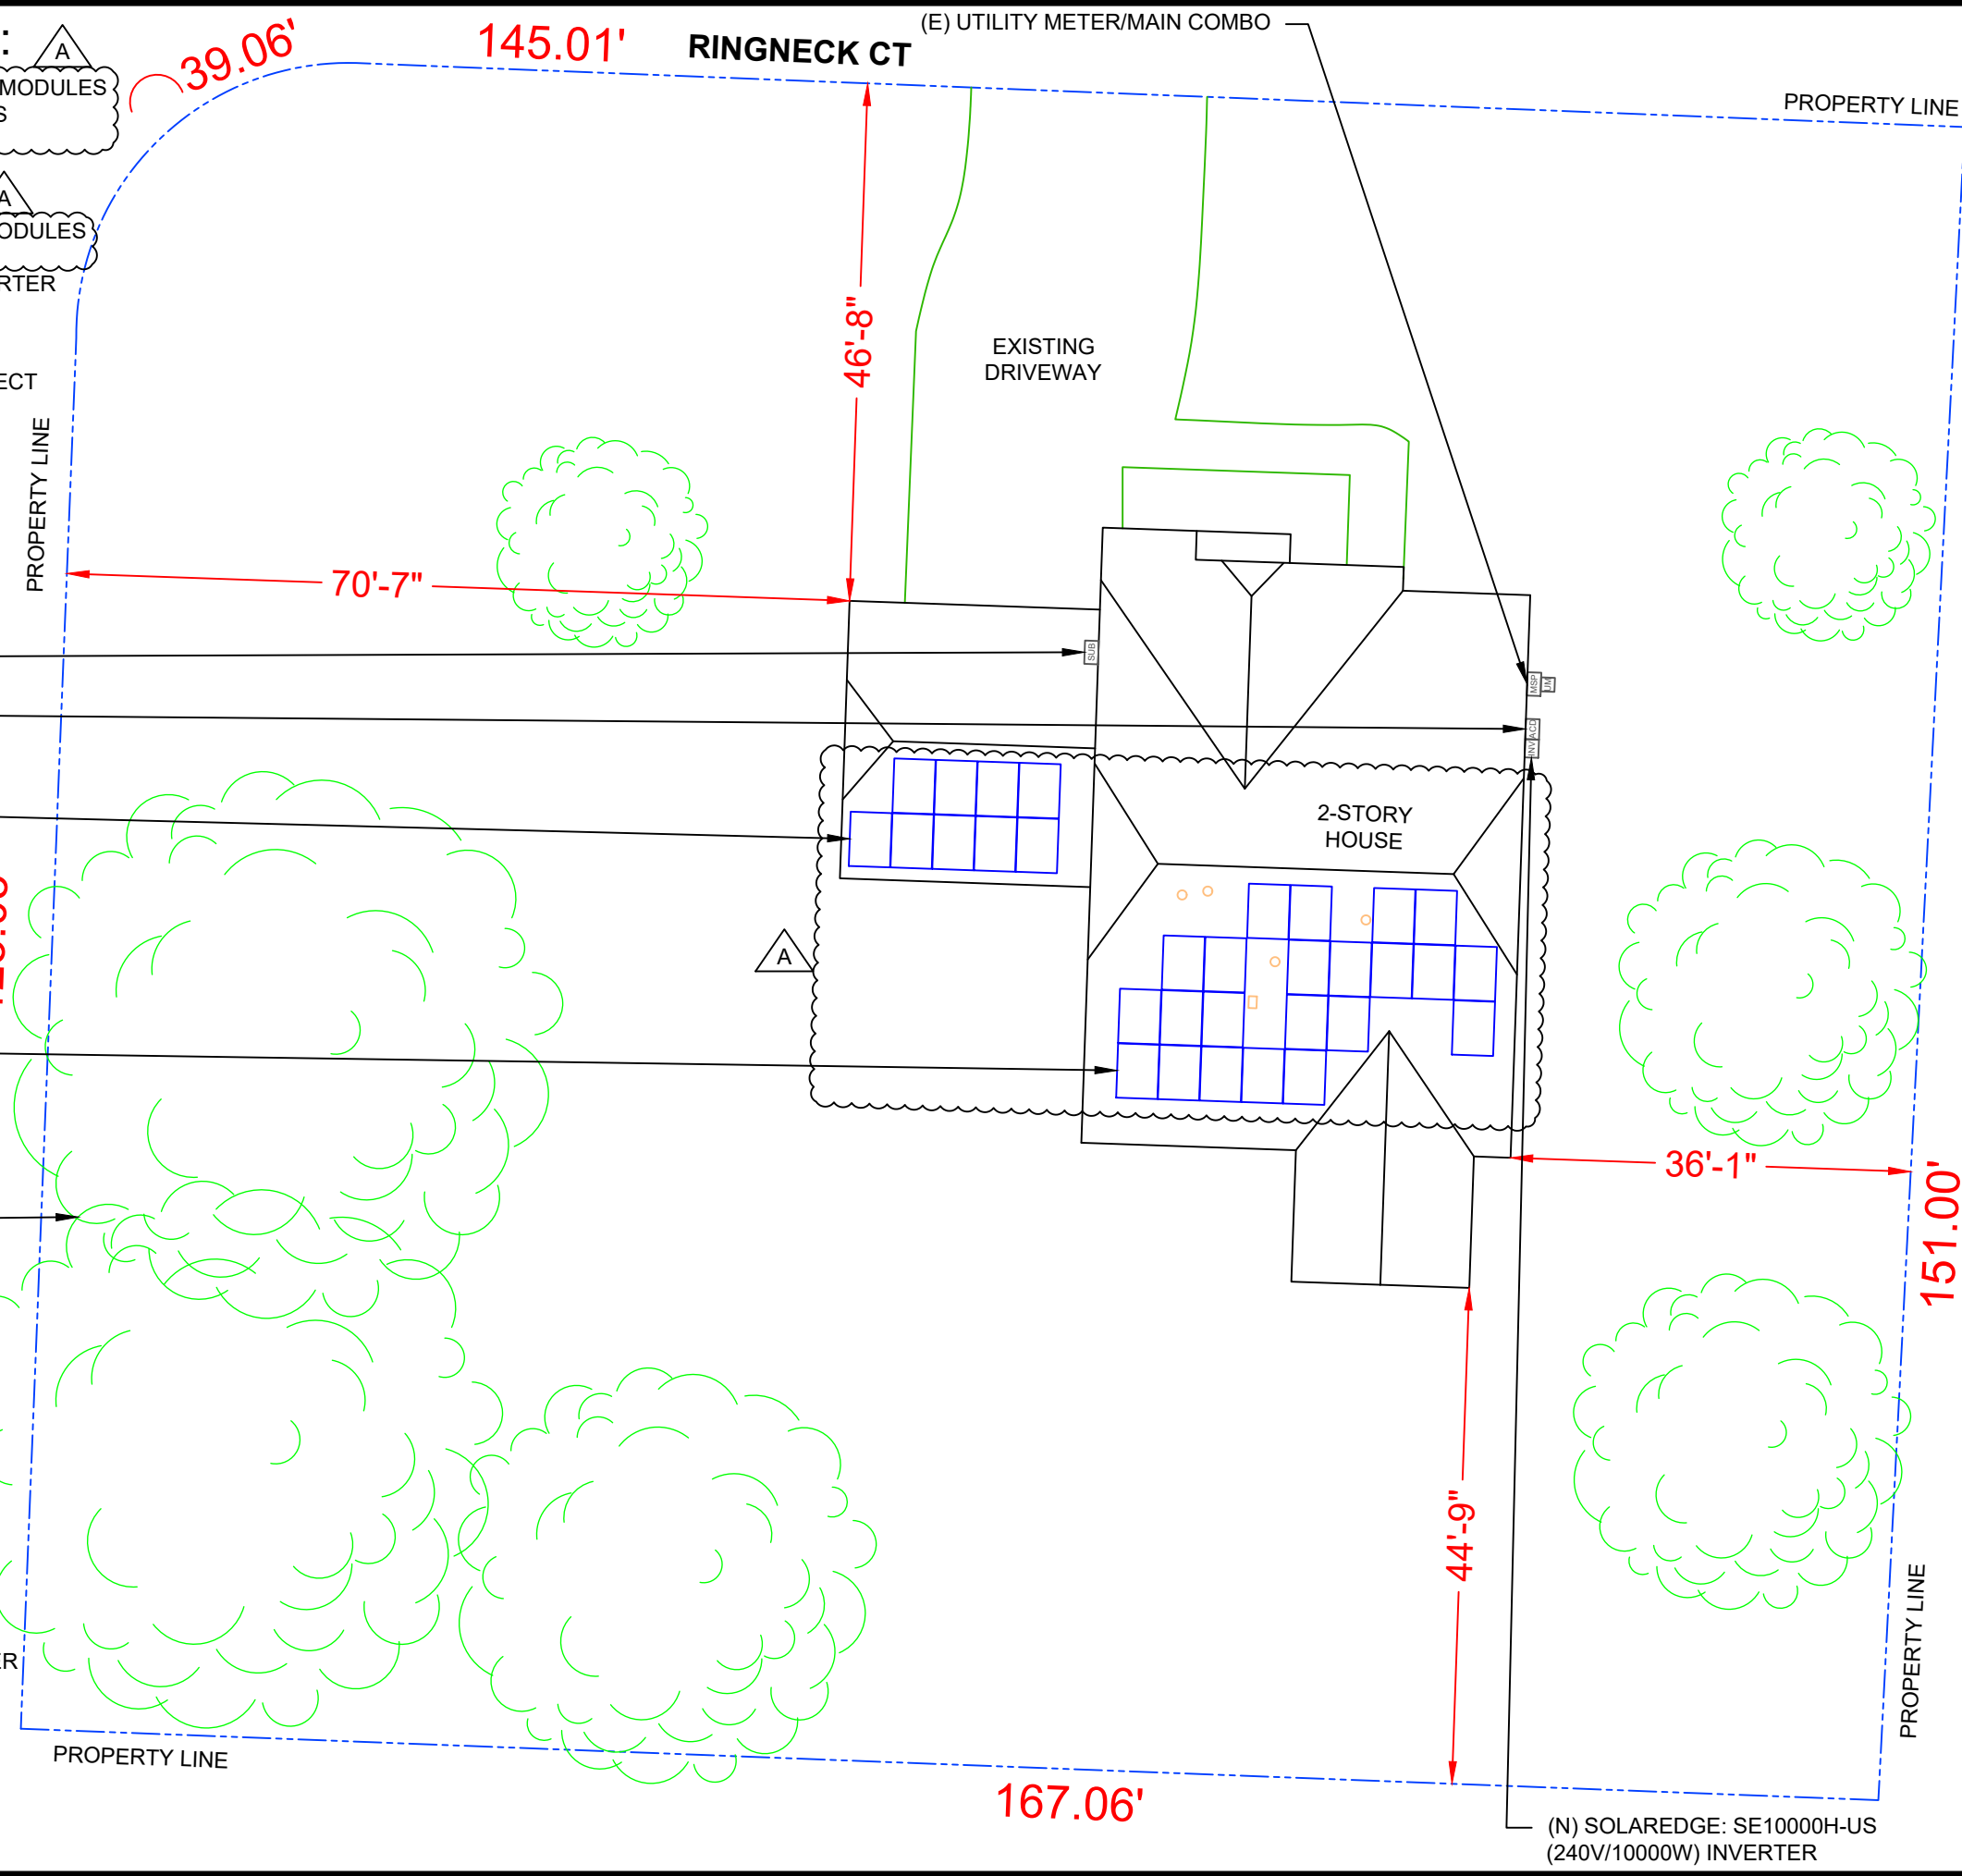 (E) UTILITY METER/MAIN COMBO
:
A
39.06'
145.01'
RINGNECK CT
MODULES
S
PROPERTY LINE
A
ODULES
RTER
ECT
PROPERTY LINE
46'-8"
EXISTING
DRIVEWAY
70'-7"
SUB
MSP
UM
ACD
INV
2-STORY
HOUSE
A
36'-1"
151.00'
44'-9"
PROPERTY LINE
ER
PROPERTY LINE
167.06'
(N) SOLAREDGE: SE10000H-US
(240V/10000W) INVERTER